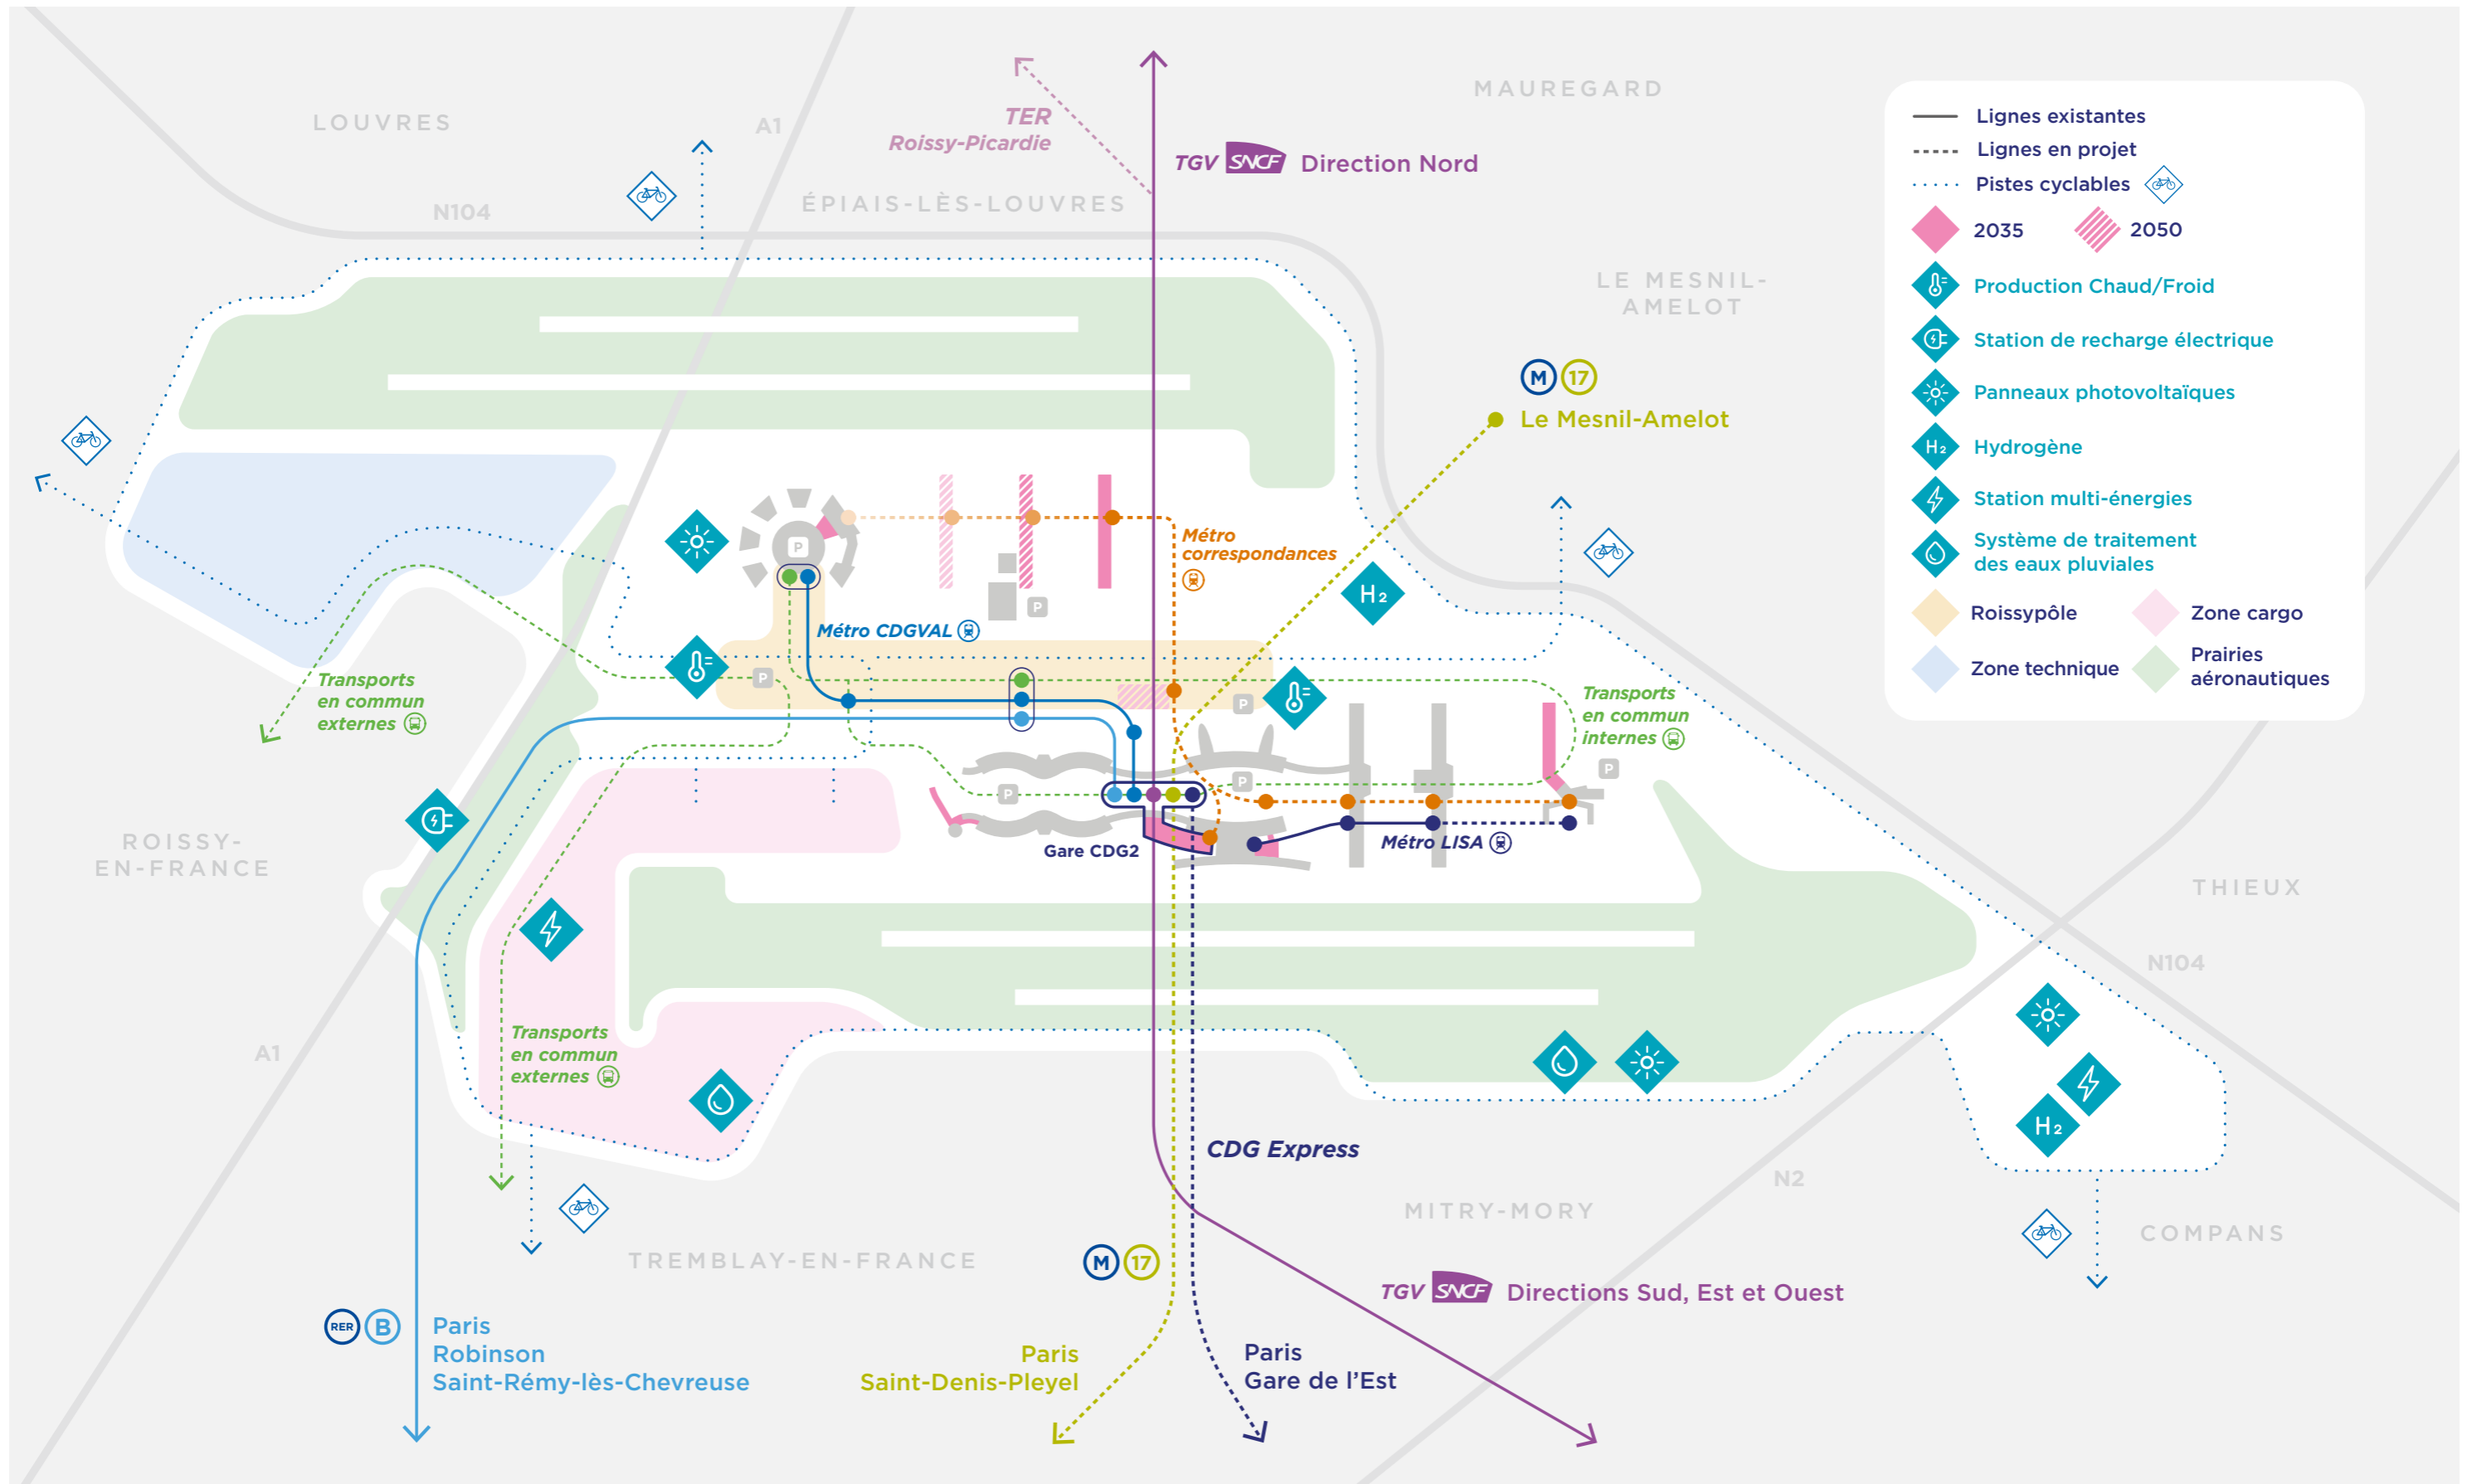 LOUVRES
A1
TER
Roissy-Picardie
MAUREGARD
TGV SNCF Direction Nord
N104
ÉPIAIS-LÈS-LOUVRES
LE MESNIL-
AMELOT
M 17
Le Mesnil-Amelot
Lignes existantes
Lignes en projet
Pistes cyclables
2035
2050
Production Chaud/Froid
Station de recharge électrique
Panneaux photovoltaïques
H2
Hydrogène
Station multi-énergies
Système de traitement
des eaux pluviales
Roissypôle
Zone cargo
Zone technique
Prairies
aéronautiques
P
Métro
correspondances
H2
P
Métro CDGVAL
P
Transports
en commun
externes
P
Transports
en commun
internes
P
P
P
Gare CDG2
Métro LISA
ROISSY-
EN-FRANCE
THIEUX
N104
A1
Transports
en commun
externes
H2
CDG Express
N2
MITRY-MORY
COMPANS
TREMBLAY-EN-FRANCE
M 17
TGV SNCF Directions Sud, Est et Ouest
RER B
Paris
Robinson
Saint-Rémy-lès-Chevreuse
Paris
Saint-Denis-Pleyel
Paris
Gare de l'Est